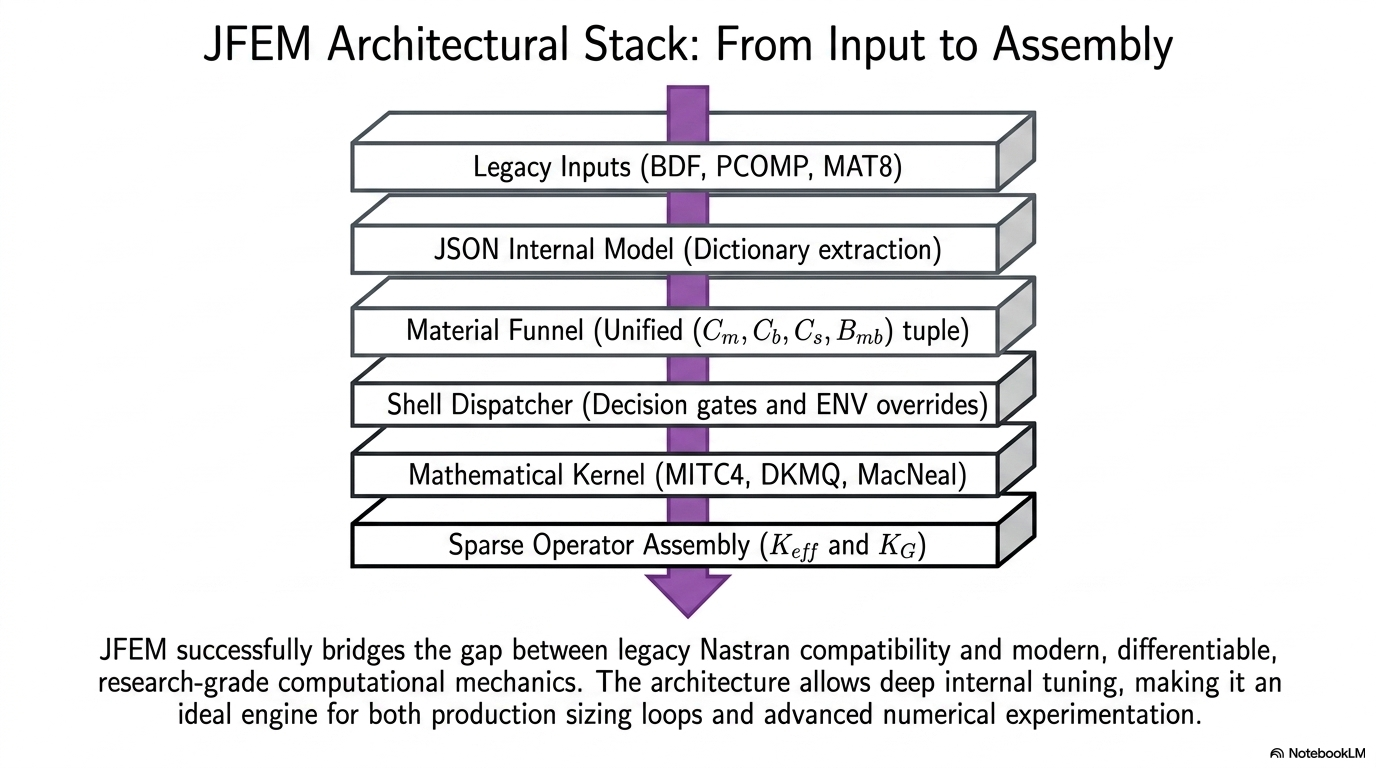 JFEM Architectural Stack: From Input to Assembly
Legacy Inputs (BDF, PCOMP, MAT8)
JSON Internal Model (Dictionary extraction)
Material Funnel (Unified (C_m, C_b, C_s, B_mb) tuple)
Shell Dispatcher (Decision gates and ENV overrides)
Mathematical Kernel (MITC4, DKMQ, MacNeal)
Sparse Operator Assembly (K_eff and K_G)
JFEM successfully bridges the gap between legacy Nastran compatibility and modern, differentiable,
research-grade computational mechanics. The architecture allows deep internal tuning, making it an
ideal engine for both production sizing loops and advanced numerical experimentation.
NotebookLM